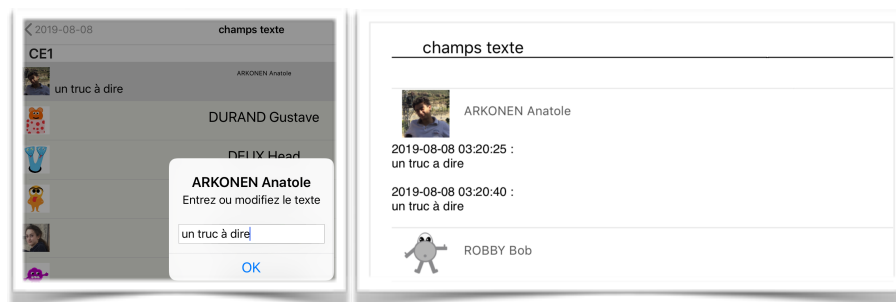 2019-08-08
champs texte
CE1
ARKONEN Anatole
un truc à dire
DURAND Gustave
DEUX Head
ARKONEN Anatole
Entrez ou modifiez le texte
un truc à dire
OK
champs texte
ARKONEN Anatole
2019-08-08 03:20:25 :
un truc a dire
2019-08-08 03:20:40 :
un truc à dire
ROBBY Bob